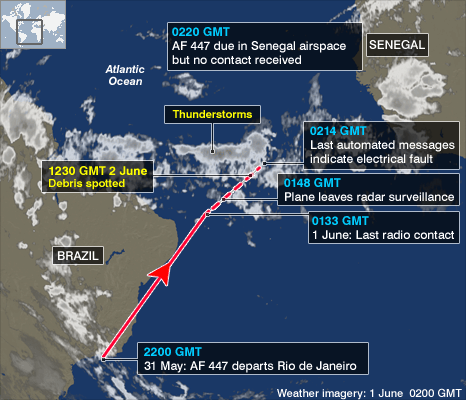 0220 GMT
AF 447 due in Senegal airspace
but no contact received
SENEGAL
Atlantic
Ocean
Thunderstorms
0214 GMT
Last automated messages
indicate electrical fault
1230 GMT 2 June
Debris spotted
0148 GMT
Plane leaves radar surveillance
0133 GMT
1 June: Last radio contact
BRAZIL
2200 GMT
31 May: AF 447 departs Rio de Janeiro
Weather imagery: 1 June 0200 GMT